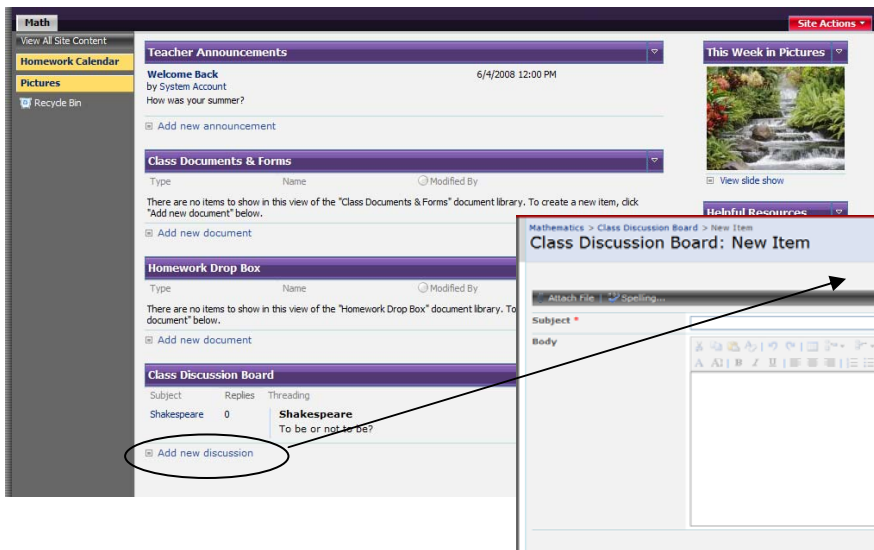 Math
Site Actions
View All Site Content
Homework Calendar
Pictures
Recycle Bin
Teacher Announcements
Welcome Back
6/4/2008 12:00 PM
by System Account
How was your summer?
Add new announcement
Class Documents & Forms
Type Name Modified By
There are no items to show in this view of the "Class Documents & Forms" document library. To create a new item, click
"Add new document" below.
Add new document
Homework Drop Box
Type Name Modified By
There are no items to show in this view of the "Homework Drop Box" document library. To
document" below.
Add new document
Class Discussion Board
Subject Replies Threading
Shakespeare 0 Shakespeare
To be or not to be?
Add new discussion
This Week in Pictures
View slide show
Helpful Resources
Mathematics > Class Discussion Board > New Item
Class Discussion Board: New Item
Attach File | Spelling...
Subject *
Body